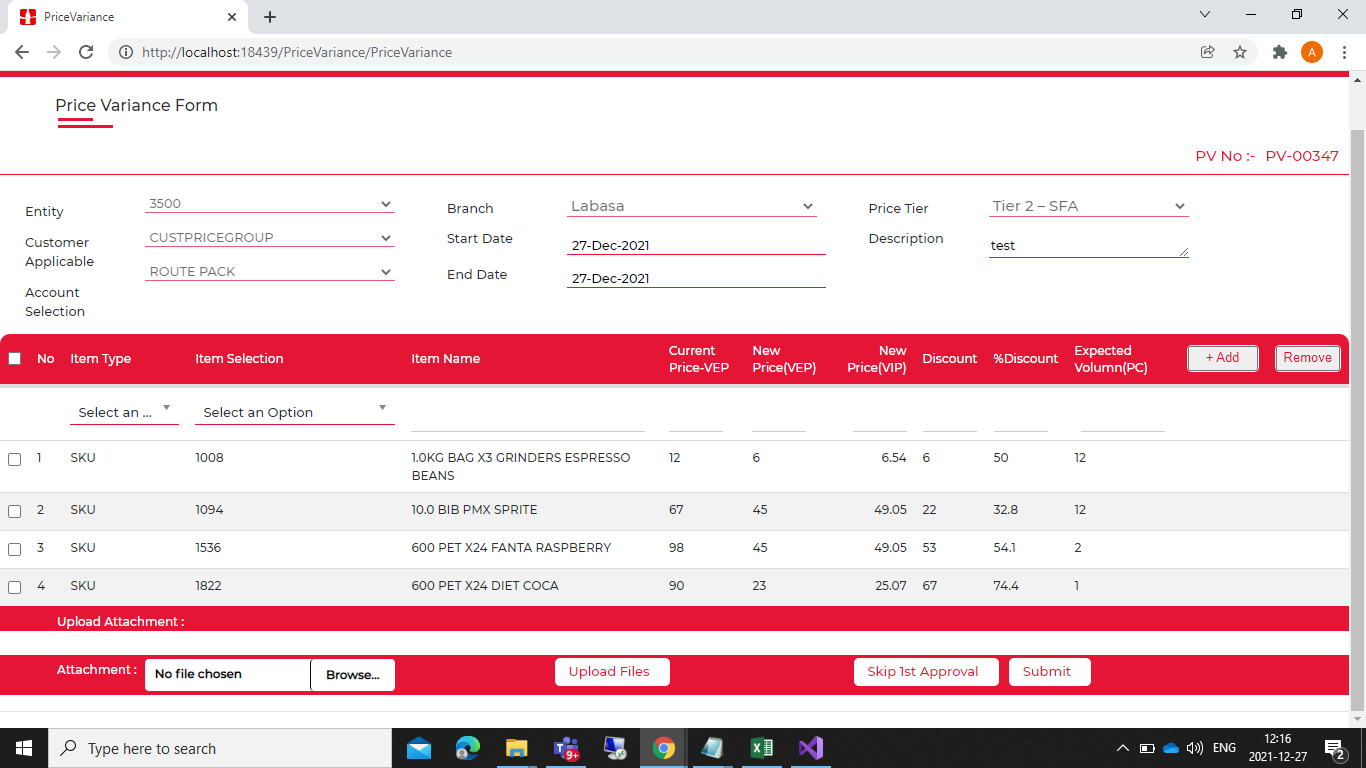 PriceVariance
http://localhost:18439/PriceVariance/PriceVariance
A
Price Variance Form
PV No :- PV-00347
Entity 3500 Branch Labasa Price Tier Tier 2 – SFA
Customer Applicable CUSTPRICEGROUP Start Date 27-Dec-2021 Description test
ROUTE PACK End Date 27-Dec-2021
Account Selection
No Item Type Item Selection Item Name Current Price-VEP New Price(VEP) New Price(VIP) Discount %Discount Expected Volumn(PC) + Add Remove
Select an ... Select an Option
1 SKU 1008 1.0KG BAG X3 GRINDERS ESPRESSO BEANS 12 6 6.54 6 50 12
2 SKU 1094 10.0 BIB PMX SPRITE 67 45 49.05 22 32.8 12
3 SKU 1536 600 PET X24 FANTA RASPBERRY 98 45 49.05 53 54.1 2
4 SKU 1822 600 PET X24 DIET COCA 90 23 25.07 67 74.4 1
Upload Attachment :
Attachment : No file chosen Browse... Upload Files Skip 1st Approval Submit
Type here to search 9+ ENG 12:16
2021-12-27 2